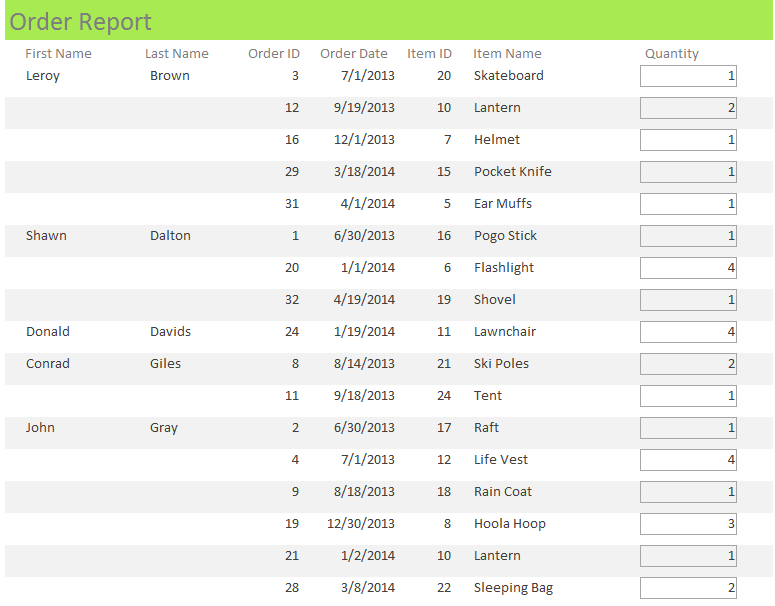 Order Report
First Name Last Name Order ID Order Date Item ID Item Name Quantity
Leroy Brown 3 7/1/2013 20 Skateboard 1
12 9/19/2013 10 Lantern 2
16 12/1/2013 7 Helmet 1
29 3/18/2014 15 Pocket Knife 1
31 4/1/2014 5 Ear Muffs 1
Shawn Dalton 1 6/30/2013 16 Pogo Stick 1
20 1/1/2014 6 Flashlight 4
32 4/19/2014 19 Shovel 1
Donald Davids 24 1/19/2014 11 Lawnchair 4
Conrad Giles 8 8/14/2013 21 Ski Poles 2
11 9/18/2013 24 Tent 1
John Gray 2 6/30/2013 17 Raft 1
4 7/1/2013 12 Life Vest 4
9 8/18/2013 18 Rain Coat 1
19 12/30/2013 8 Hoola Hoop 3
21 1/2/2014 10 Lantern 1
28 3/8/2014 22 Sleeping Bag 2